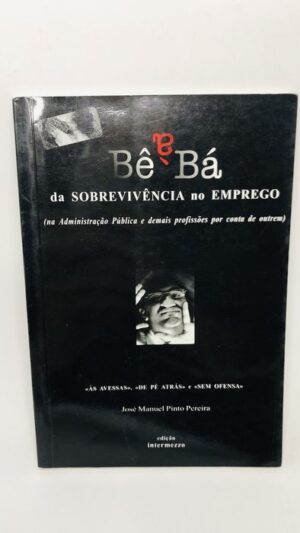 Bê a Bá
da SOBREVIVÊNCIA no EMPREGO
(na Administração Pública e demais profissões por conta de outrem)
«ÀS AVESSAS», «DE PÉ ATRÁS» e «SEM OFENSA»
José Manuel Pinto Pereira
edição
intermezzo